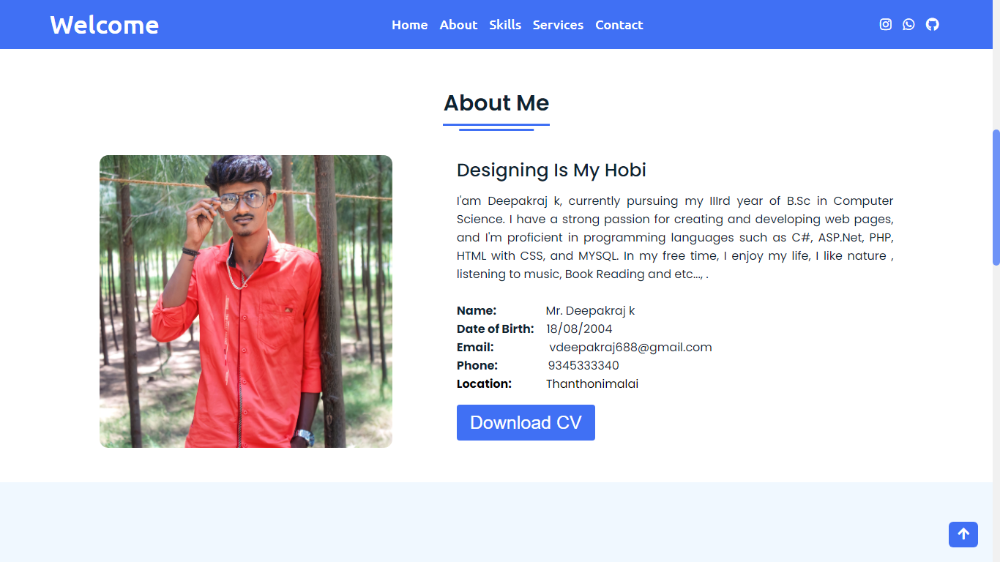 Welcome
Home About Skills Services Contact
About Me
Designing Is My Hobi
I'am Deepakraj k, currently pursuing my IIIrd year of B.Sc in Computer
Science. I have a strong passion for creating and developing web pages,
and I'm proficient in programming languages such as C#, ASP.Net, PHP,
HTML with CSS, and MYSQL. In my free time, I enjoy my life, I like nature ,
listening to music, Book Reading and etc..., .
Name: Mr. Deepakraj k
Date of Birth: 18/08/2004
Email: vdeepakraj688@gmail.com
Phone: 9345333340
Location: Thanthonimalai
Download CV